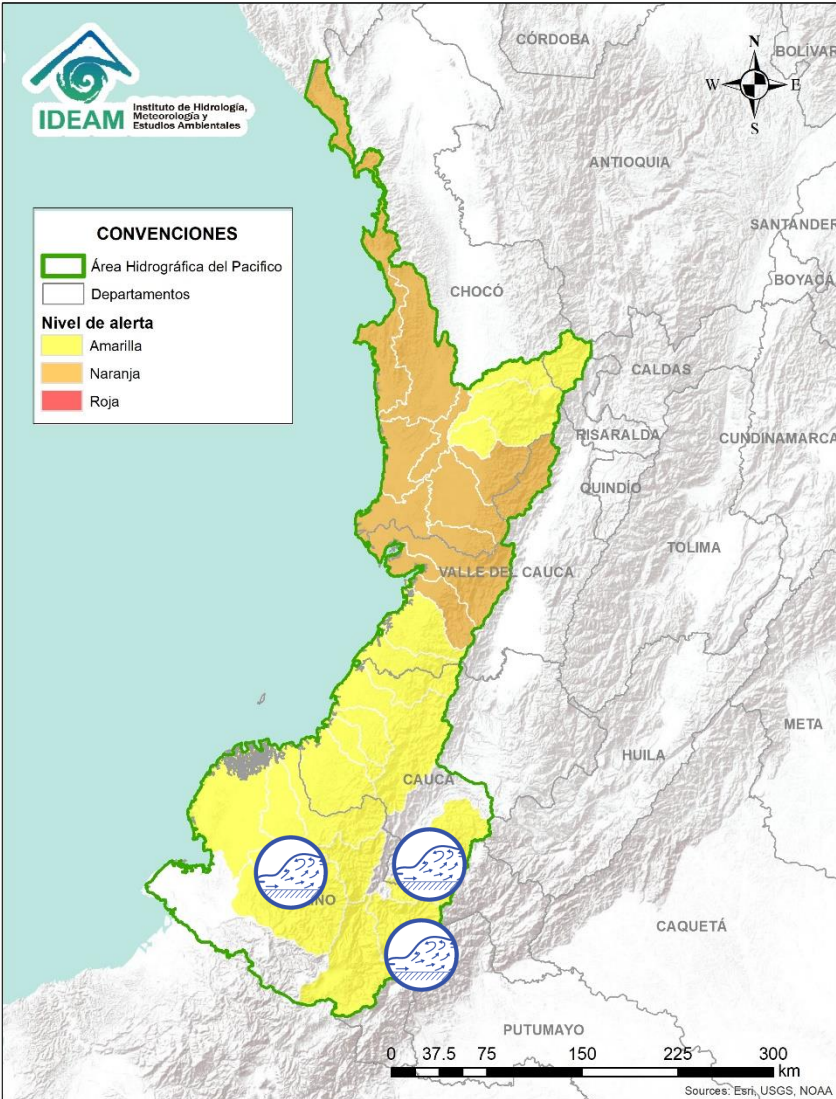 CÓRDOBA
BOLÍVAR
N
W
E
S
IDEAM
Instituto de Hidrología,
Meteorología y
Estudios Ambientales
ANTIOQUIA
SANTANDER
CONVENCIONES
Área Hidrográfica del Pacifico
Departamentos
Nivel de alerta
Amarilla
Naranja
Roja
BOYACÁ
CHOCÓ
CALDAS
RISARALDA
CUNDINAMARCA
QUINDÍO
TOLIMA
VALLE DEL CAUCA
META
HUILA
CAUCA
ÑO
CAQUETÁ
PUTUMAYO
0 37.5 75 150 225 300
km
Sources: Esri, USGS, NOAA